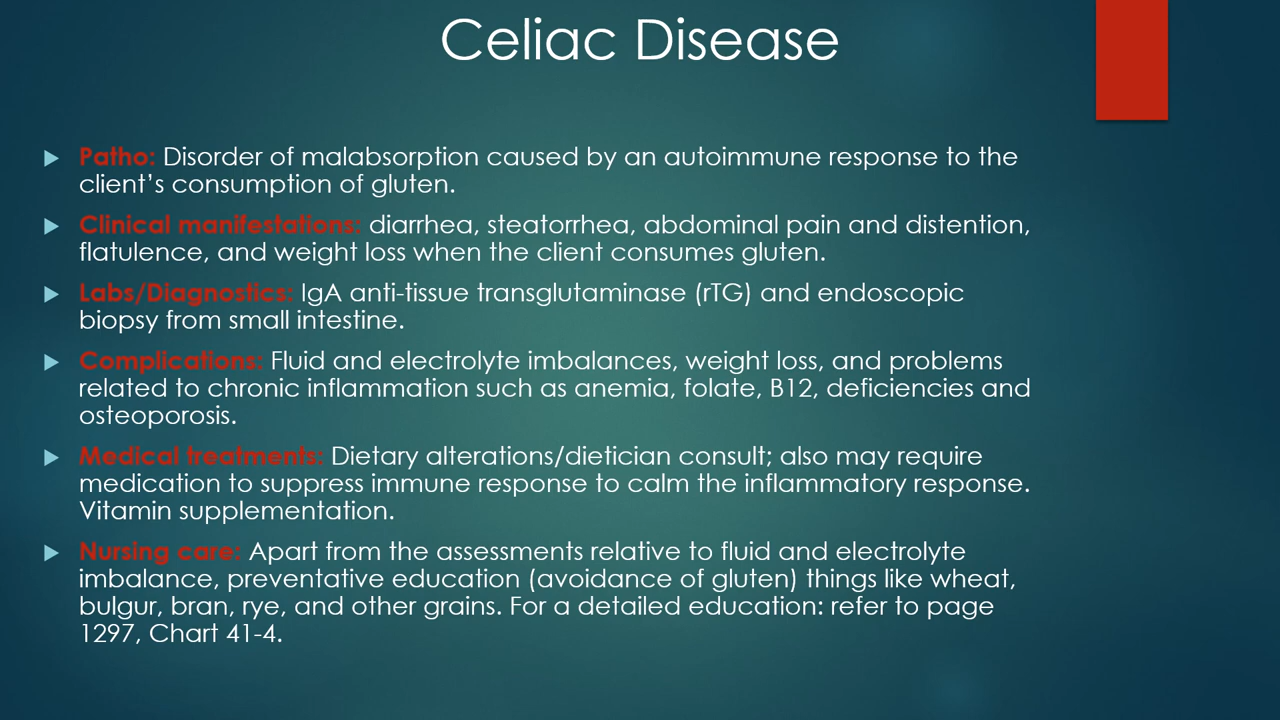 Celiac Disease
Patho: Disorder of malabsorption caused by an autoimmune response to the
client’s consumption of gluten.
Clinical manifestations: diarrhea, steatorrhea, abdominal pain and distention,
flatulence, and weight loss when the client consumes gluten.
Labs/Diagnostics: IgA anti-tissue transglutaminase (rTG) and endoscopic
biopsy from small intestine.
Complications: Fluid and electrolyte imbalances, weight loss, and problems
related to chronic inflammation such as anemia, folate, B12, deficiencies and
osteoporosis.
Medical treatments: Dietary alterations/dietician consult; also may require
medication to suppress immune response to calm the inflammatory response.
Vitamin supplementation.
Nursing care: Apart from the assessments relative to fluid and electrolyte
imbalance, preventative education (avoidance of gluten) things like wheat,
bulgur, bran, rye, and other grains. For a detailed education: refer to page
1297, Chart 41-4.